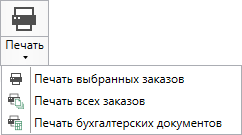 Печать
Печать выбранных заказов
Печать всех заказов
Печать бухгалтерских документов